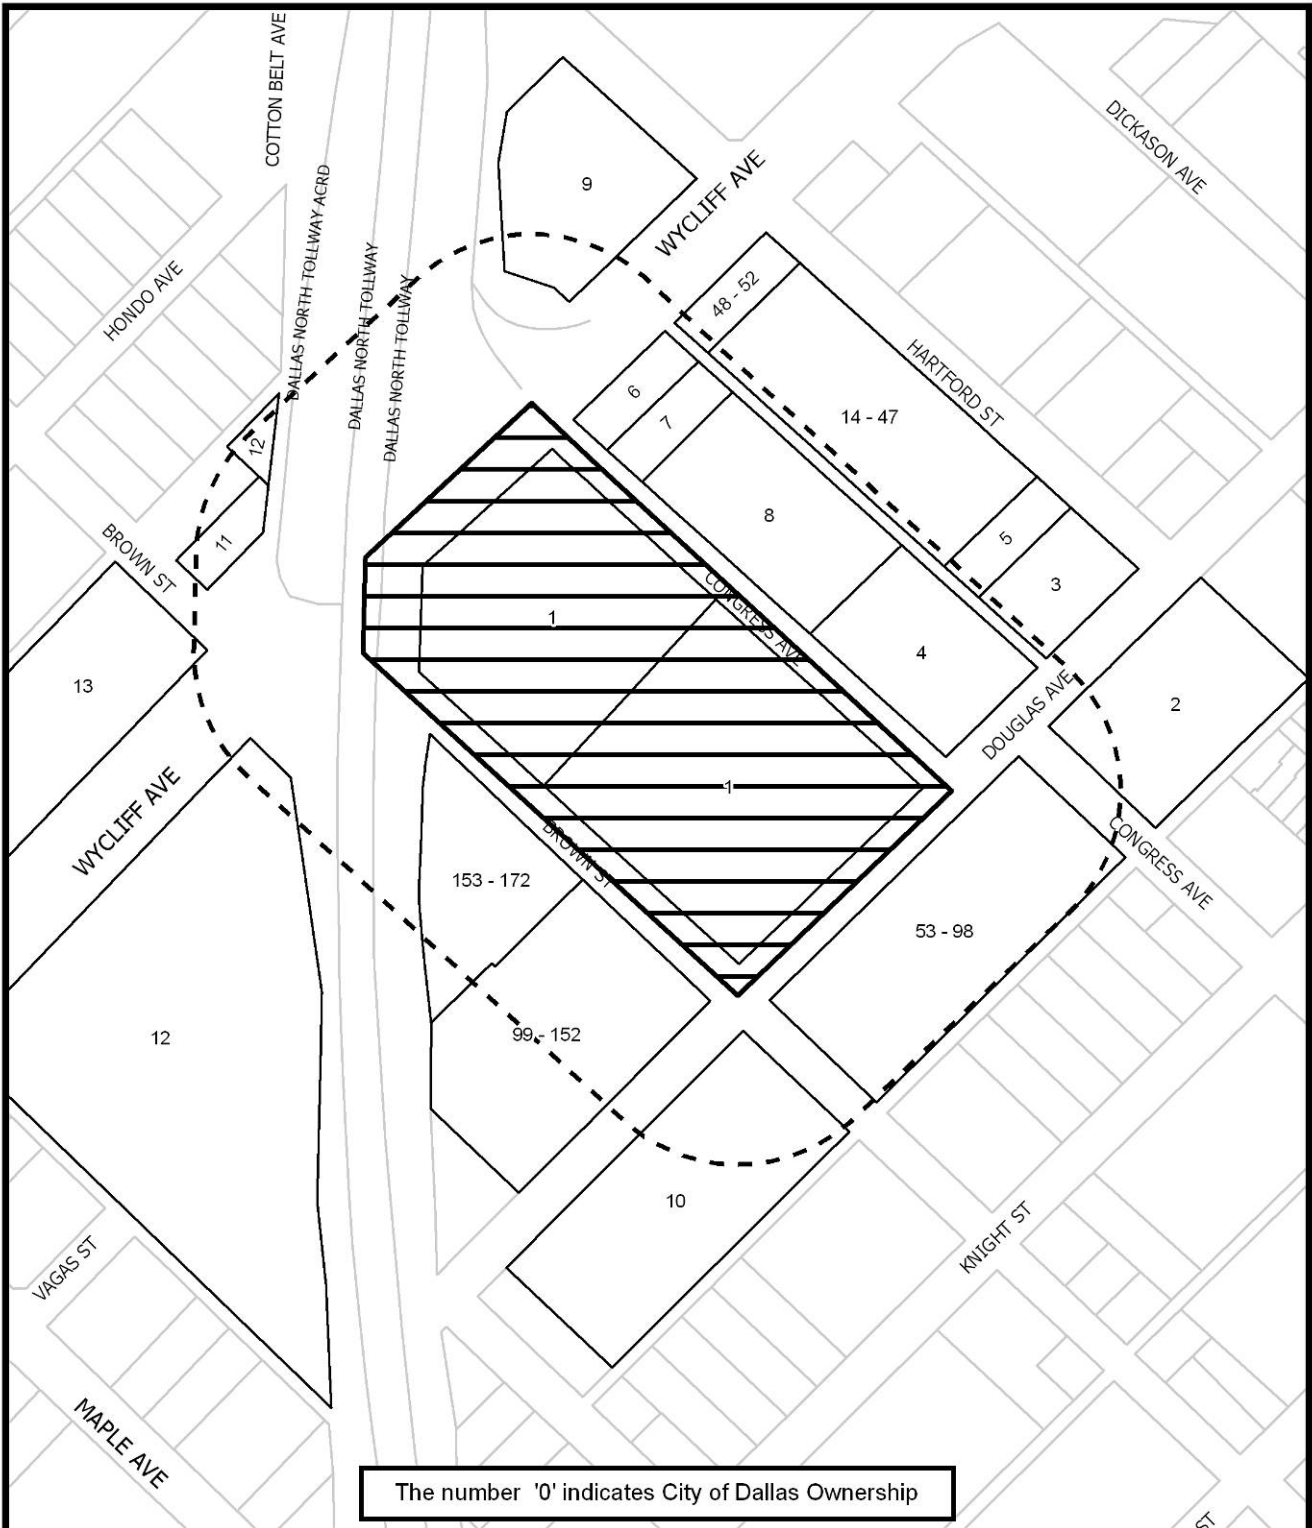 COTTON BELT AVE
DICKASON AVE
WYCLIFF AVE
9
DALLAS NORTH TOLLWAY ACRD
HONDO AVE
DALLAS NORTH TOLLWAY
DALLAS NORTH TOLLWAY
48 - 52
HARTFORD ST
6
7
14 - 47
12
8
5
11
BROWN ST
3
1
CONGRESS AVE
4
13
DOUGLAS AVE
2
WYCLIFF AVE
1
BROWN ST
CONGRESS AVE
153 - 172
53 - 98
12
99 - 152
10
KNIGHT ST
VAGAS ST
MAPLE AVE
The number '0' indicates City of Dallas Ownership
ST